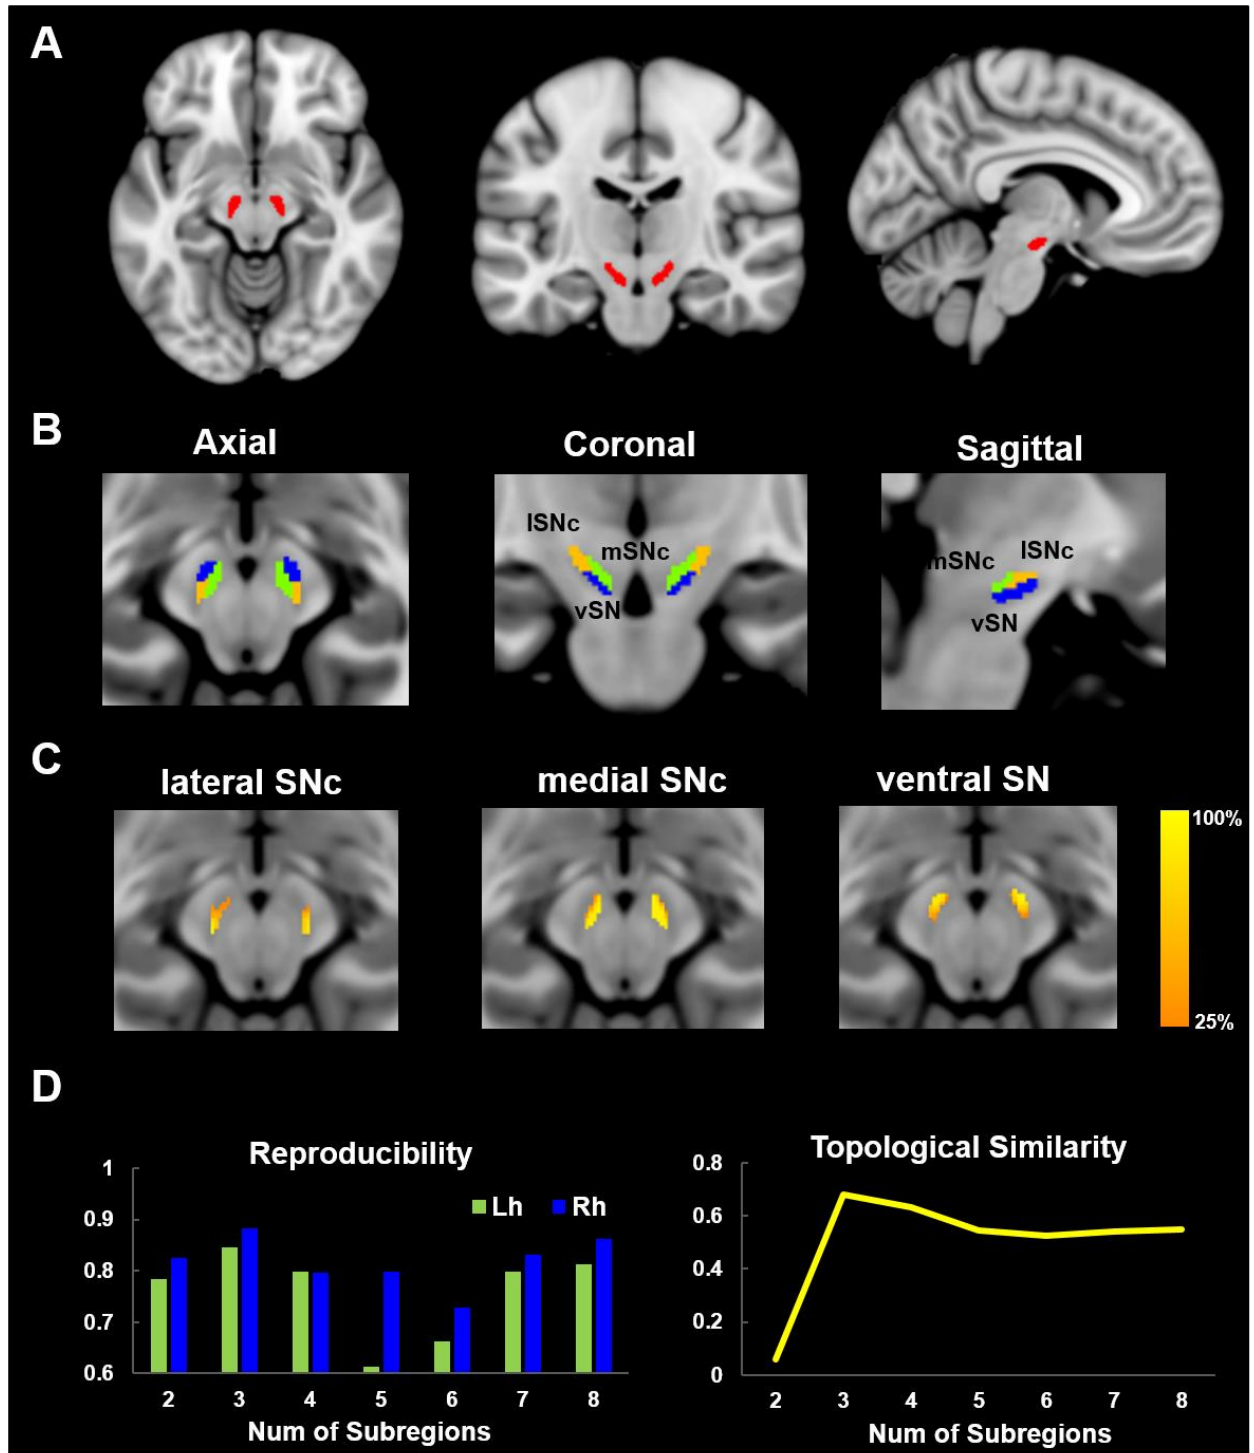 A
B
Axial
Coronal
Sagittal
lSNc
mSNc
vSN
mSNc
lSNc
vSN
C
lateral SNc
medial SNc
ventral SN
100%
25%
D
Reproducibility
Lh Rh
1
0.9
0.8
0.7
0.6
2 3 4 5 6 7 8
Num of Subregions
Topological Similarity
0.8
0.6
0.4
0.2
0
2 3 4 5 6 7 8
Num of Subregions